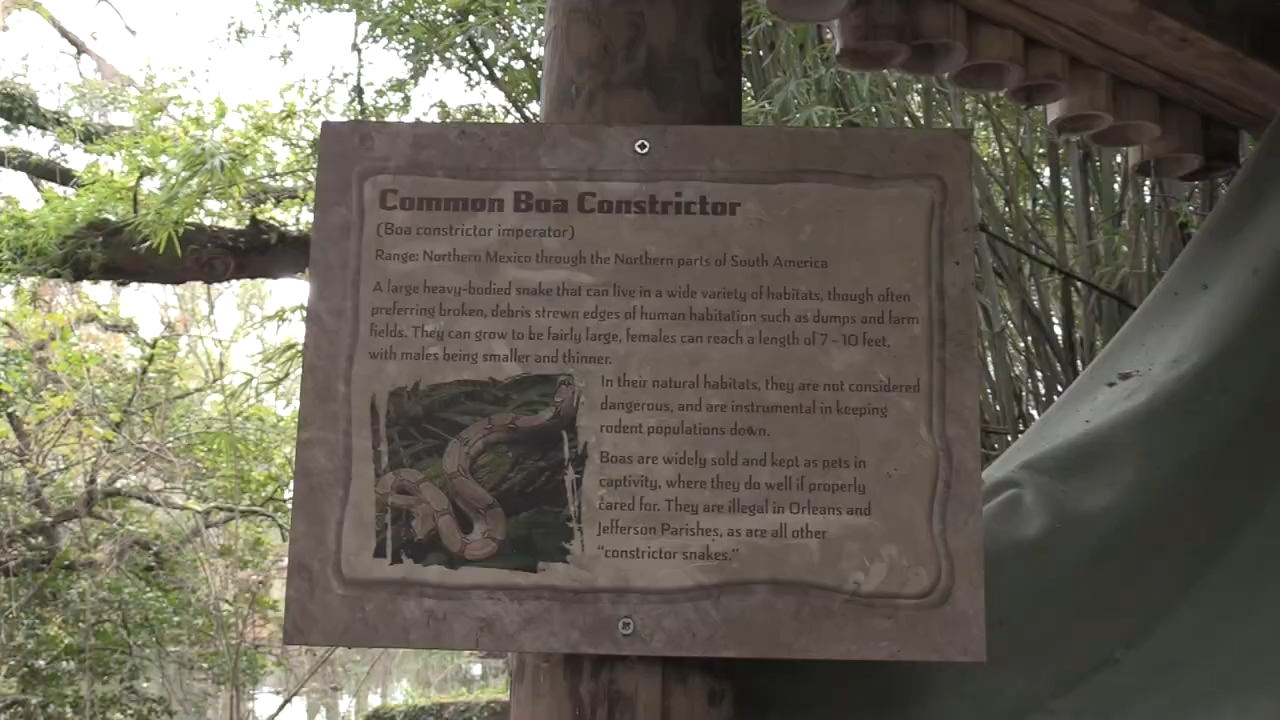 Common Boa Constrictor
(Boa constrictor imperator)
Range: Northern Mexico through the Northern parts of South America
A large heavy-bodied snake that can live in a wide variety of habitats, though often
preferring broken, debris strewn edges of human habitation such as dumps and farm
fields. They can grow to be fairly large, females can reach a length of 7 - 10 feet,
with males being smaller and thinner.
In their natural habitats, they are not considered
dangerous, and are instrumental in keeping
rodent populations down.
Boas are widely sold and kept as pets in
captivity, where they do well if properly
cared for. They are illegal in Orleans and
Jefferson Parishes, as are all other
"constrictor snakes."